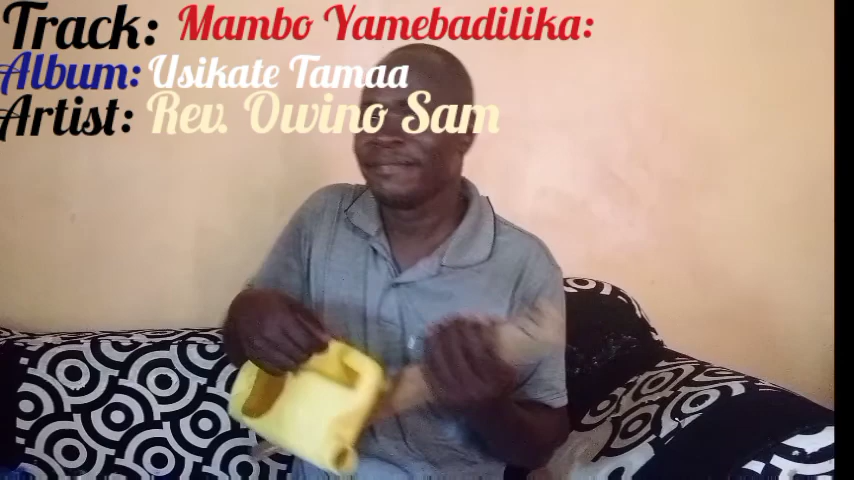 Track: Mambo Yamebadilika:
Album: Usikate Tamaa
Artist: Rev. Owino Sam